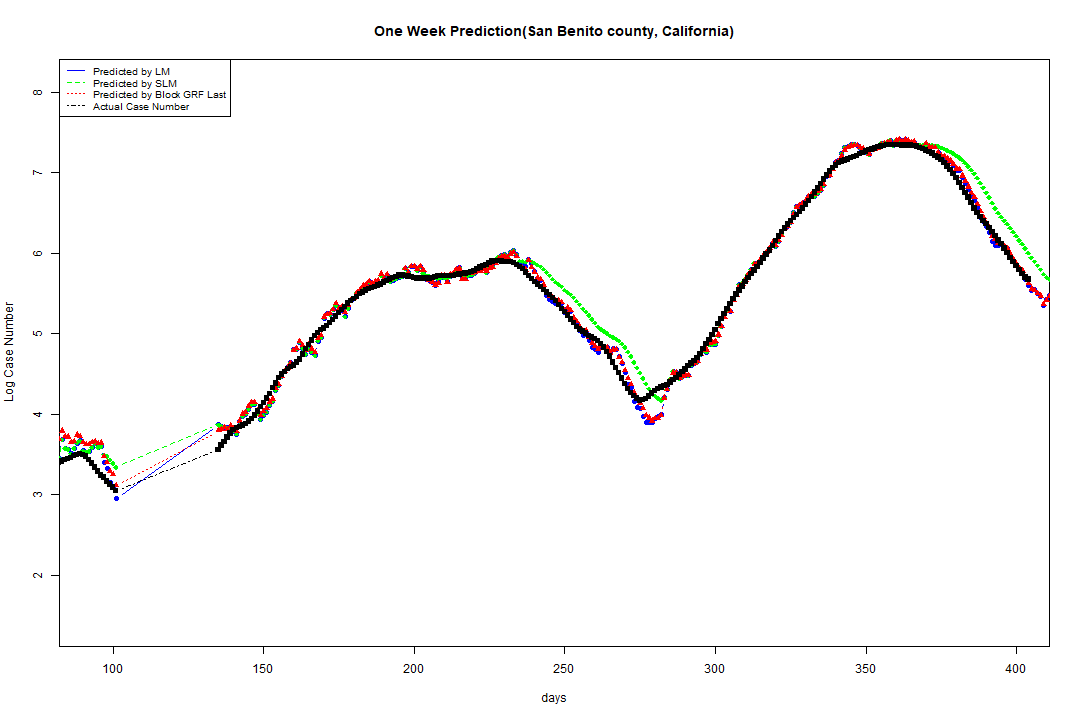 One Week Prediction(San Benito county, California)
Predicted by LM
Predicted by SLM
Predicted by Block GRF Last
Actual Case Number
8
7
6
5
4
3
2
Log Case Number
100 150 200 250 300 350 400
days